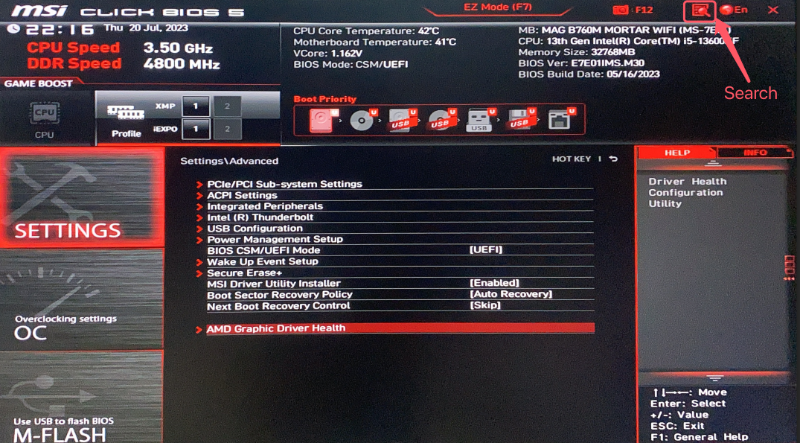 msi CLICK BIOS 5
EZ Mode (F7)
F12
En
X
22:16 Thu 20 Jul, 2023
CPU Speed 3.50 GHz
DDR Speed 4800 MHz
CPU Core Temperature: 42°C
Motherboard Temperature: 41°C
VCore: 1.162V
BIOS Mode: CSM/UEFI
MB: MAG B760M MORTAR WIFI
CPU: 13th Gen Intel(R) Core(TM)
Memory Size: 32768MB
BIOS Ver: E7E01IMS.M30
BIOS Build Date: 05/16/2023
Search
GAME BOOST
CPU
CPU
XMP 1 2
iEXPO 1 2
Profile
Boot Priority
U U U U U U U
USB USB USB USB
SETTINGS
Overclocking settings
OC
Use USB to flash BIOS
M-FLASH
Settings\Advanced
HOT KEY
PCIe/PCI Sub-system Settings
ACPI Settings
Integrated Peripherals
Intel (R) Thunderbolt
USB Configuration
Power Management Setup
BIOS CSM/UEFI Mode [UEFI]
Wake Up Event Setup
Secure Erase+
MSI Driver Utility Installer [Enabled]
Boot Sector Recovery Policy [Auto Recovery]
Next Boot Recovery Control [Skip]
AMD Graphic Driver Health
HELP INFO
Driver Health
Configuration
Utility
↑↓→←: Move
Enter: Select
+/-: Value
ESC: Exit
F1: General Help